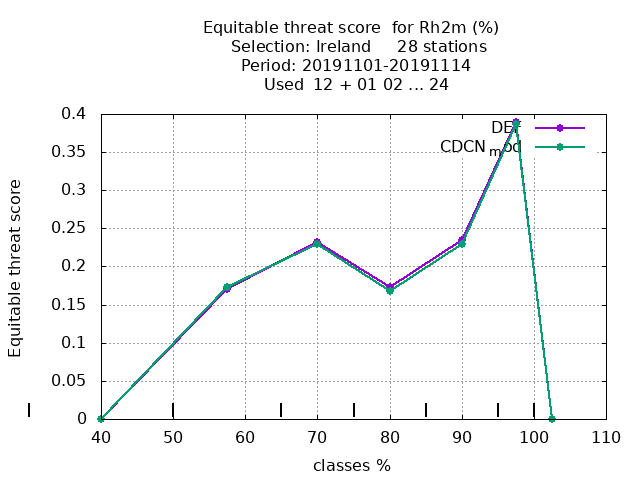 Equitable threat score  for Rh2m (%)
Selection: Ireland     28 stations
Period: 20191101-20191114
Used  12 + 01 02 ... 24
0.4
0.35
0.3
0.25
0.2
0.15
0.1
0.05
0
Equitable threat score
CDCN_mod
40 50 60 70 80 90 100 110
classes %